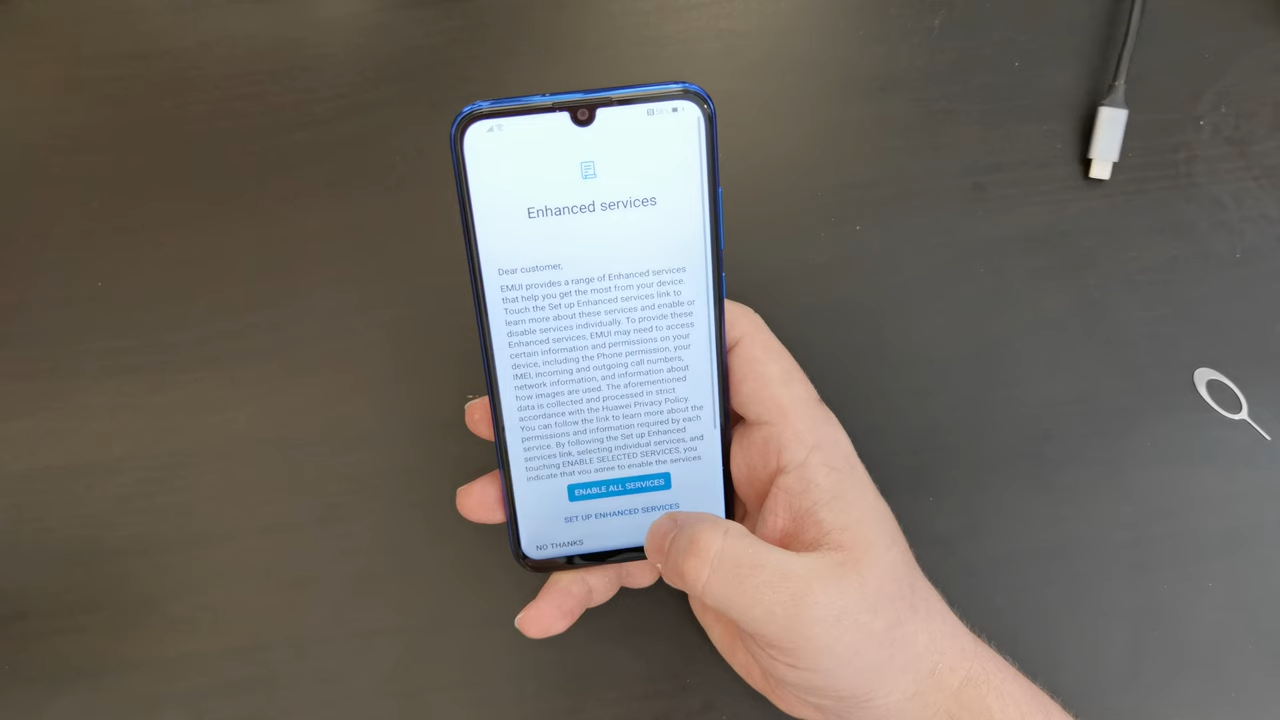 Enhanced services
Dear customer,
EMUI provides a range of Enhanced services
that help you get the most from your device.
Touch the Set up Enhanced services link to
learn more about these services and enable or
disable services individually. To provide these
Enhanced services, EMUI may need to access
certain information and permissions on your
device, including the Phone permission, your
IMEI, incoming and outgoing call numbers,
network information, and information about
how images are used. The aforementioned
data is collected and processed in strict
accordance with the Huawei Privacy Policy.
You can follow the link to learn more about the
permissions and information required by each
service. By following the Set up Enhanced
services link, selecting individual services, and
touching ENABLE SELECTED SERVICES, you
indicate that you agree to enable the services
ENABLE ALL SERVICES
SET UP ENHANCED SERVICES
NO THANKS